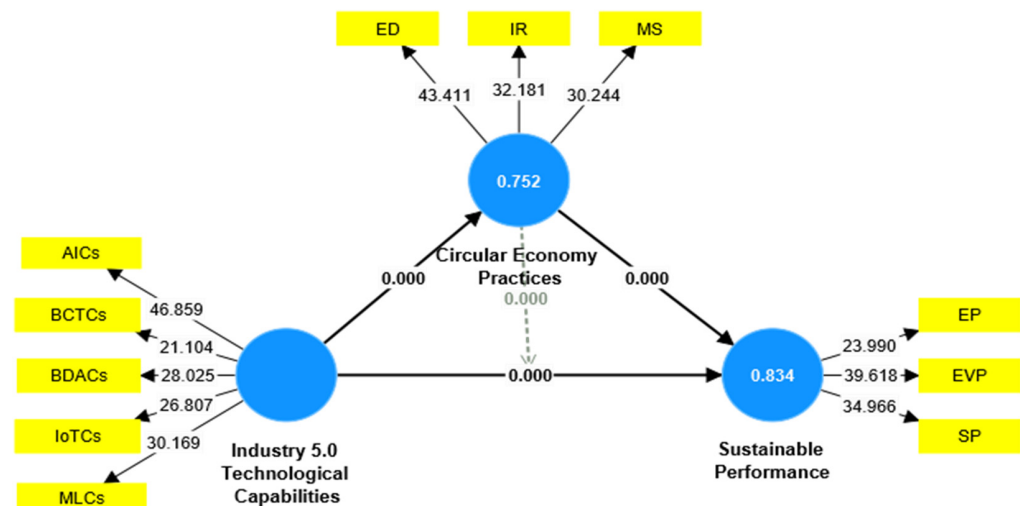 ED
IR
MS
43.411
32.181
30.244
0.752
Circular Economy
Practices
0.000
0.000
0.000
AICs
BCTCs
BDACs
IoTCs
MLCs
46.859
21.104
28.025
26.807
30.169
Industry 5.0
Technological
Capabilities
0.000
0.834
Sustainable
Performance
23.990
39.618
34.966
EP
EVP
SP